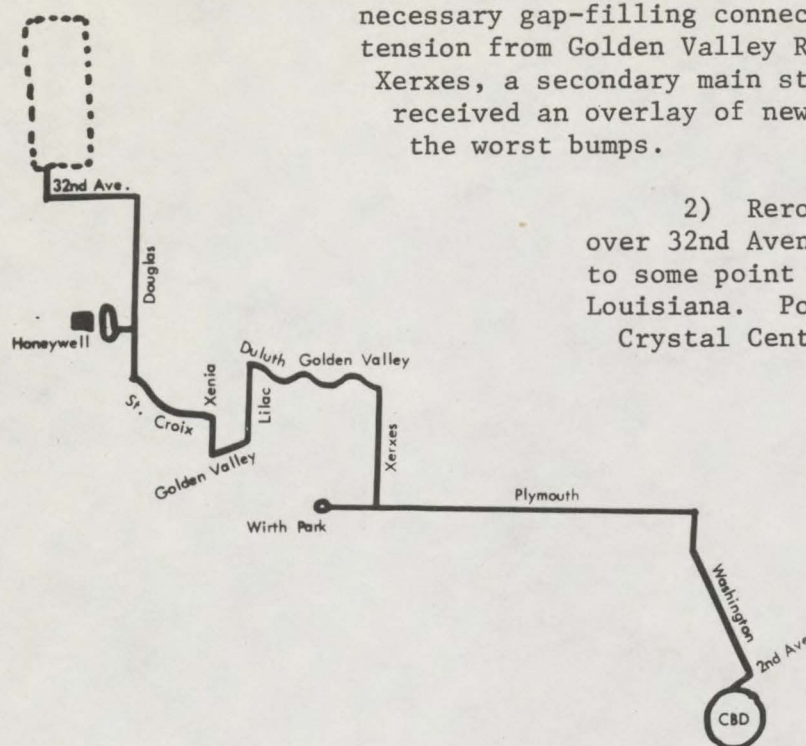 necessary gap-filling connec
tension from Golden Valley R
Xerxes, a secondary main st
received an overlay of new
the worst bumps.
2) Rero
over 32nd Aven
to some point
Louisiana. Po
Crystal Cent
32nd Ave.
Douglas
Honeywell
St. Croix
Xenia
Golden Valley
Lilac
Duluth Golden Valley
Xerxes
Wirth Park
Plymouth
Washington
2nd Ave
CBD